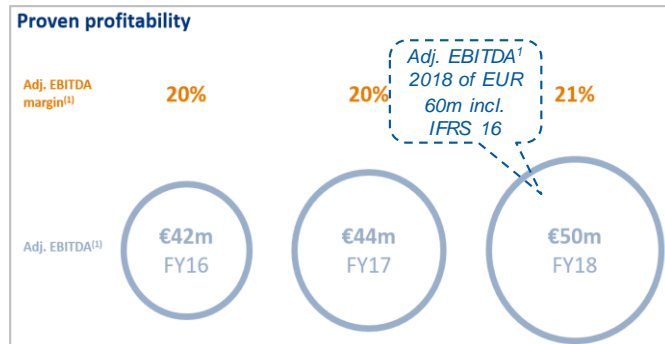 Proven profitability
Adj. EBITDA
margin(1)
20%
20%
21%
Adj. EBITDA1
2018 of EUR
60m incl.
IFRS 16
Adj. EBITDA(1)
€42m
FY16
€44m
FY17
€50m
FY18